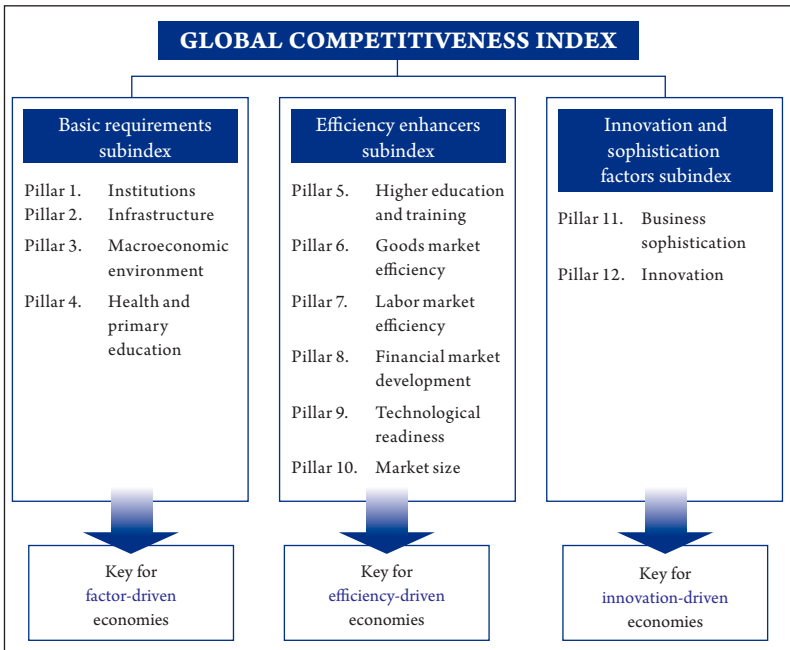 GLOBAL COMPETITIVENESS INDEX
Basic requirements
subindex
Pillar 1. Institutions
Pillar 2. Infrastructure
Pillar 3. Macroeconomic
environment
Pillar 4. Health and
primary
education
Key for
factor-driven
economies
Efficiency enhancers
subindex
Pillar 5. Higher education
and training
Pillar 6. Goods market
efficiency
Pillar 7. Labor market
efficiency
Pillar 8. Financial market
development
Pillar 9. Technological
readiness
Pillar 10. Market size
Key for
efficiency-driven
economies
Innovation and
sophistication
factors subindex
Pillar 11. Business
sophistication
Pillar 12. Innovation
Key for
innovation-driven
economies